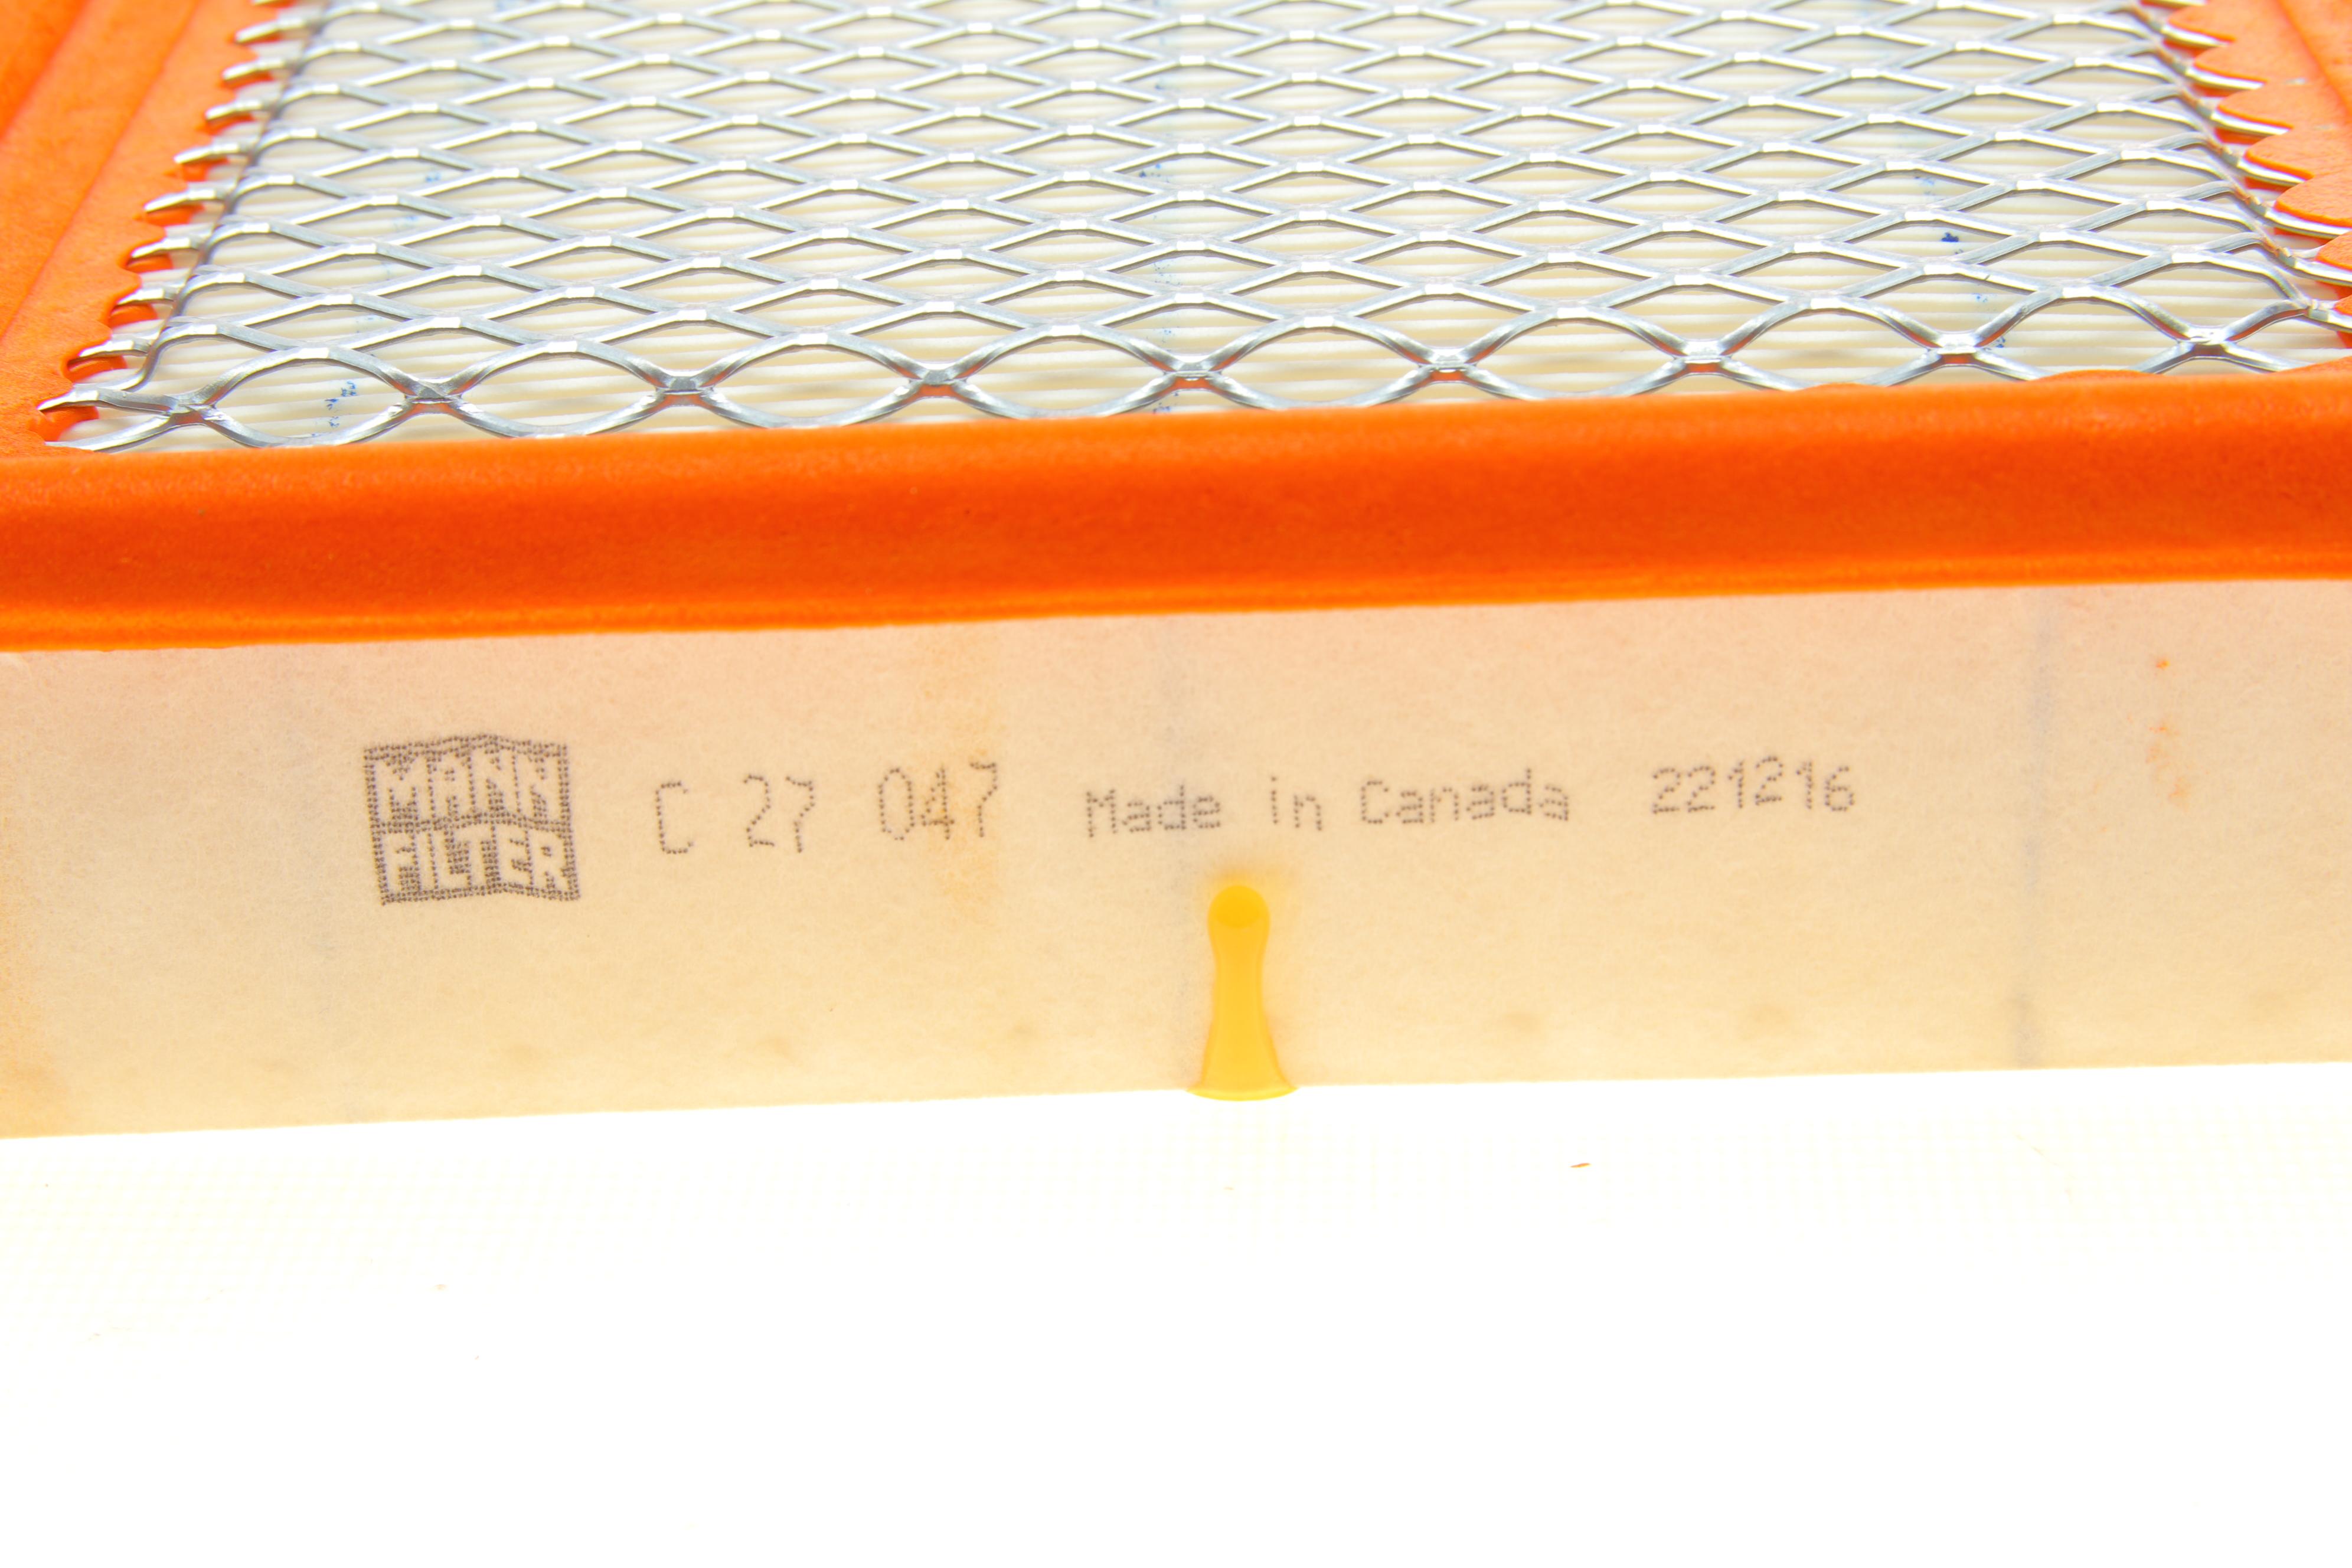 MANN
FILTER
C 27 047 Made in Canada 221216